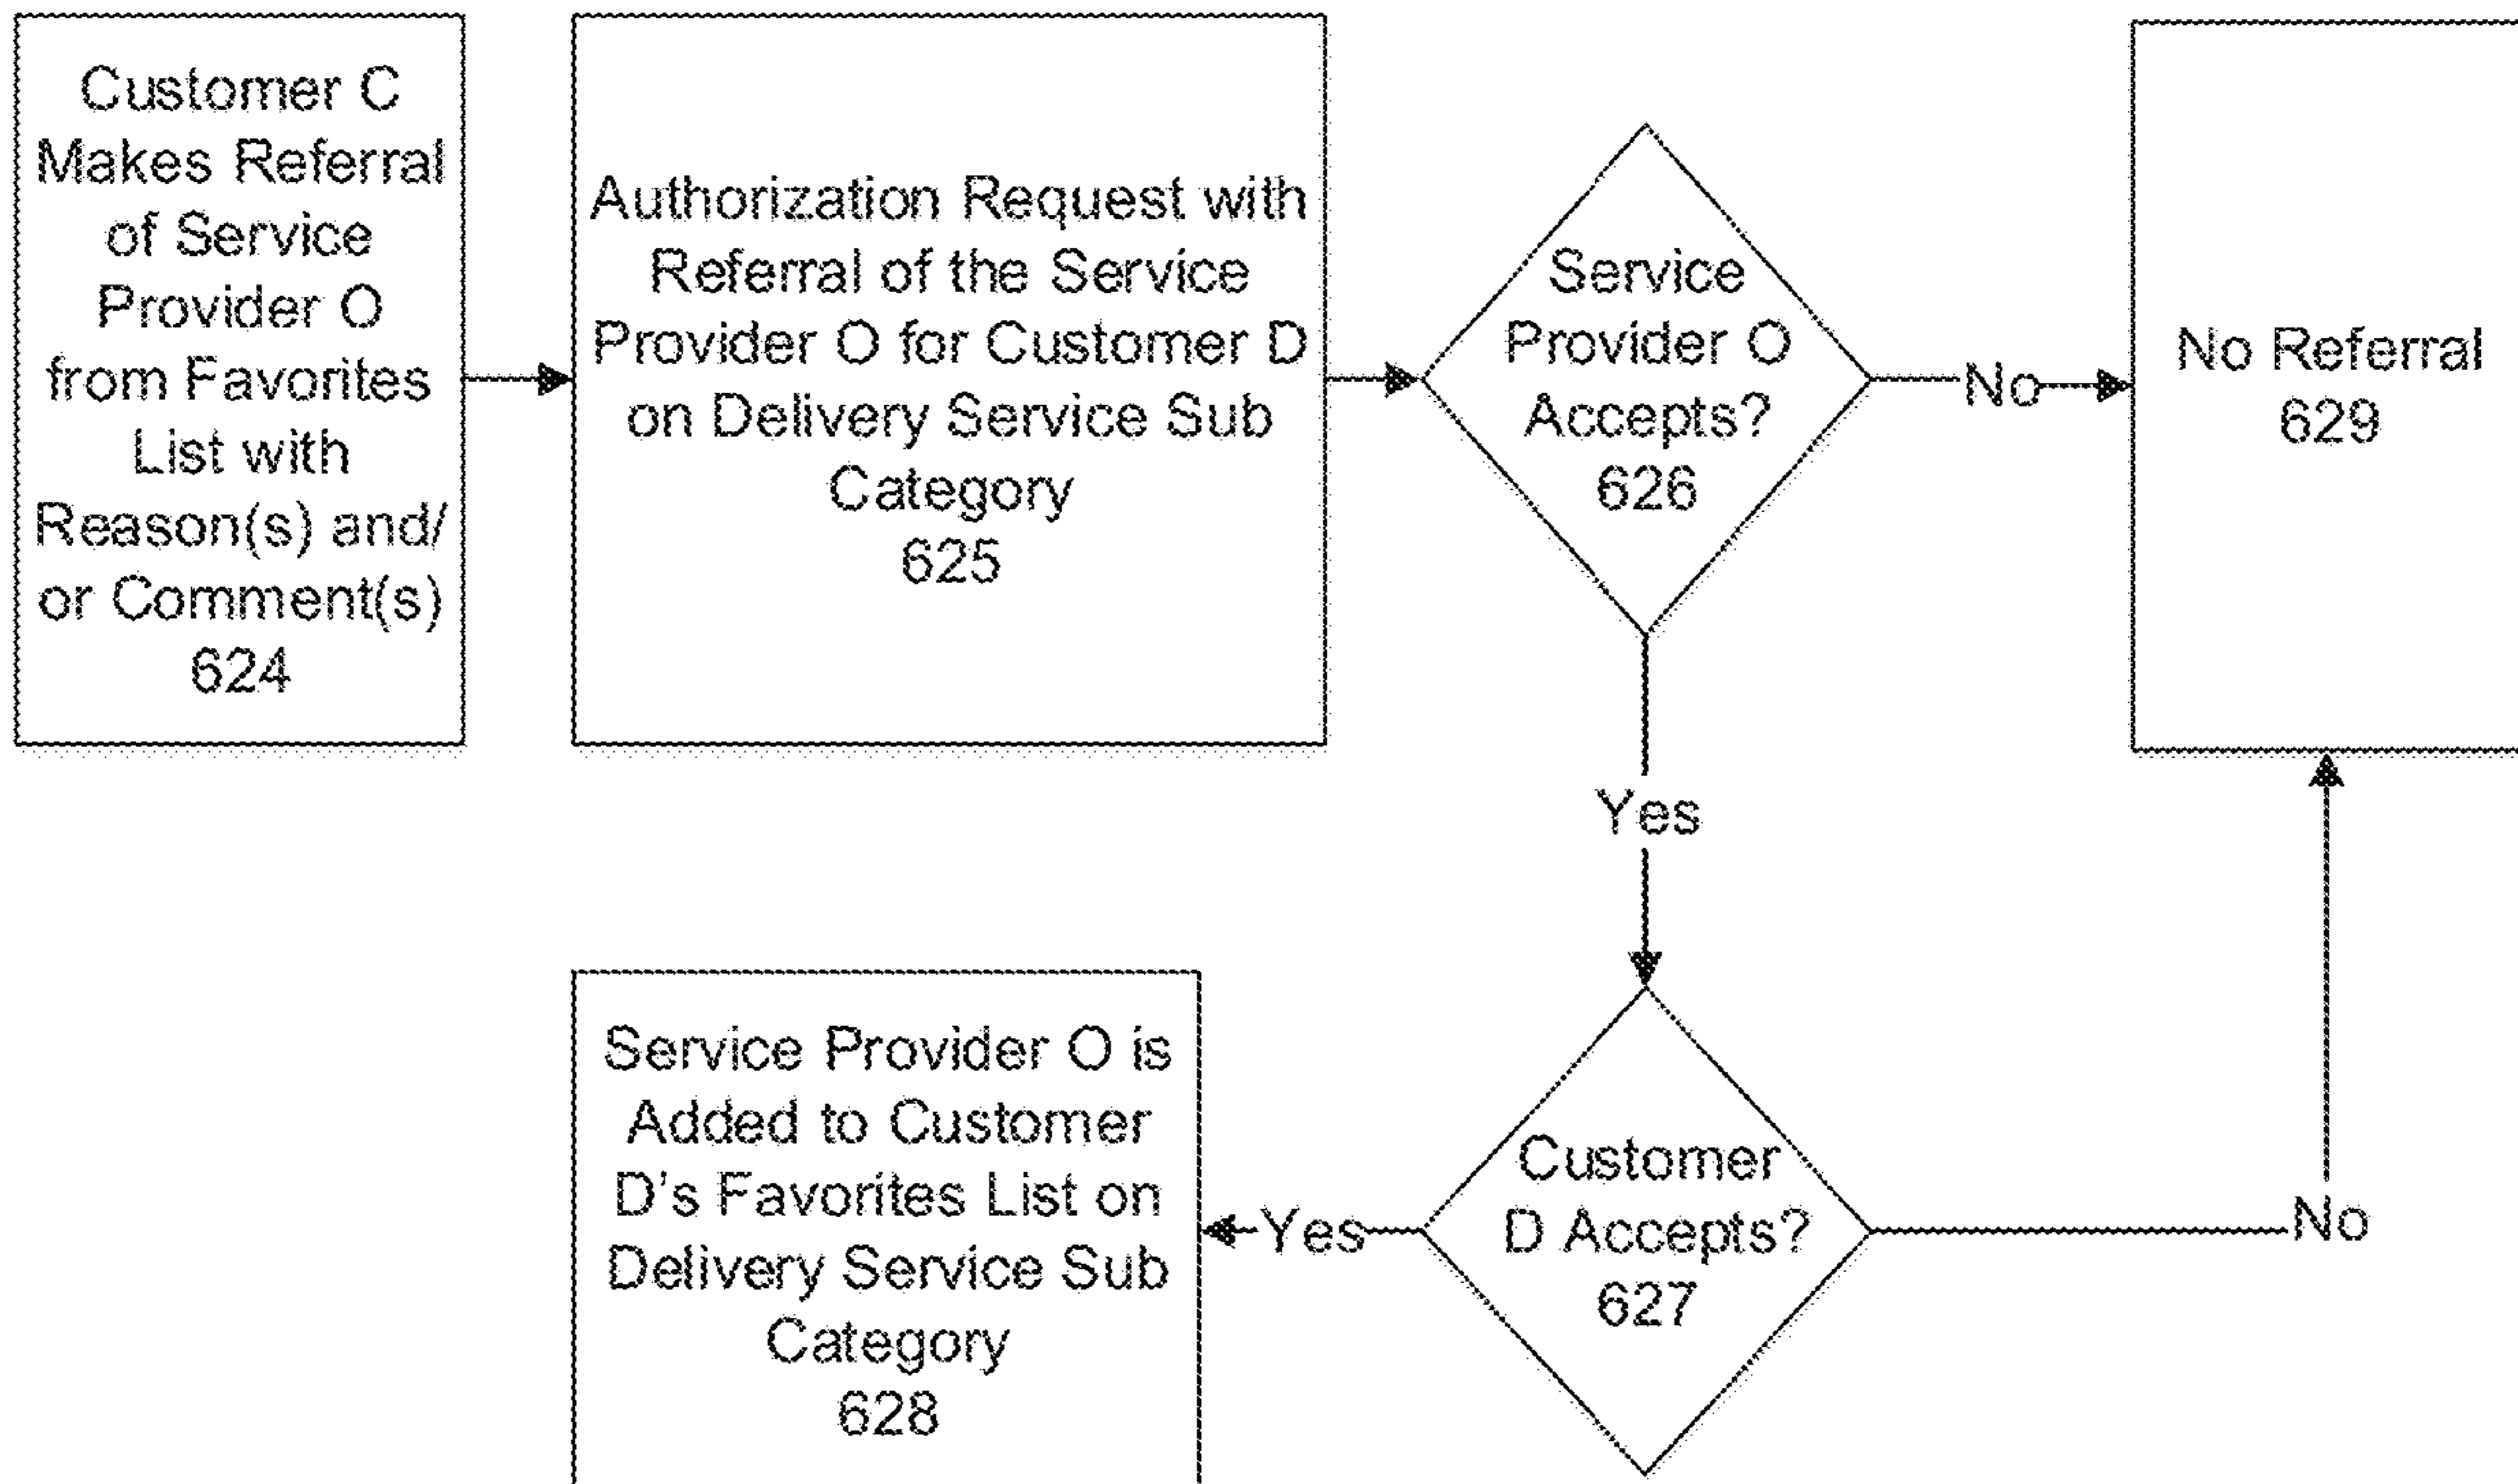 Customer C
Makes Referral
of Service
Provider O
from Favorites
List with
Reason(s) and/
or Comment(s)
624
Authorization Request with
Referral of the Service
Provider O for Customer D
on Delivery Service Sub
Category
625
Service
Provider O
Accepts?
626
No
No Referral
629
Yes
Customer
D Accepts?
627
No
Yes
Service Provider O is
Added to Customer
D's Favorites List on
Delivery Service Sub
Category
628